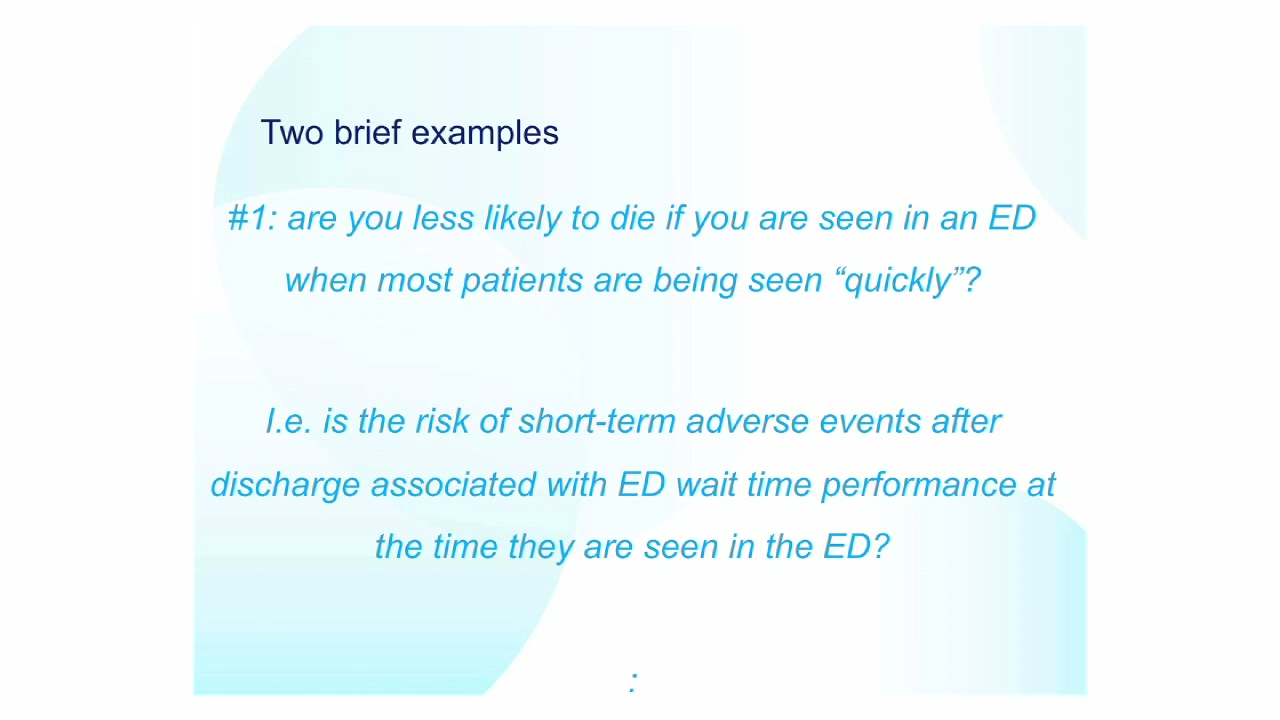 Two brief examples
#1: are you less likely to die if you are seen in an ED
when most patients are being seen “quickly”?
I.e. is the risk of short-term adverse events after
discharge associated with ED wait time performance at
the time they are seen in the ED?
: